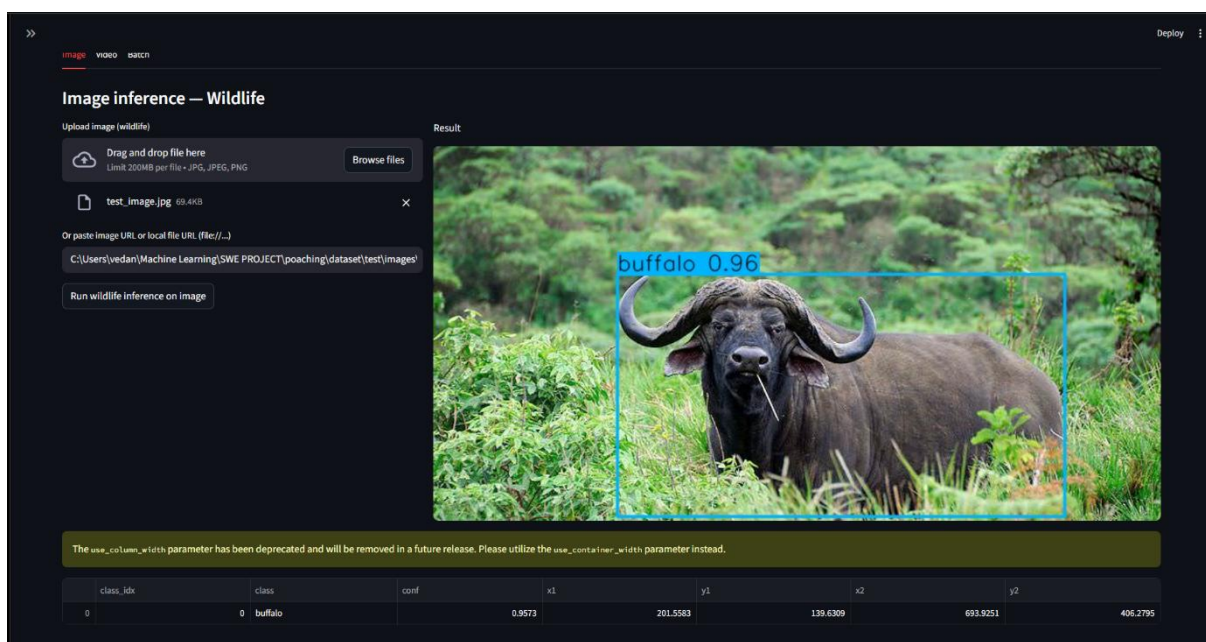 Deploy
Image Video Batch
Image inference — Wildlife
Upload image (wildlife)
Drag and drop file here
Limit 200MB per file • JPG, JPEG, PNG
Browse files
test_image.jpg 69.4KB
Or paste image URL or local file URL (file://...)
C:\Users\vedan\Machine Learning\SWE PROJECT\poaching\dataset\test\images\
Run wildlife inference on image
Result
buffalo 0.96
The use_column_width parameter has been deprecated and will be removed in a future release. Please utilize the use_container_width parameter instead.
class_idx class conf x1 y1 x2 y2
0 0 buffalo 0.9573 201.5583 139.6309 693.9251 406.2795